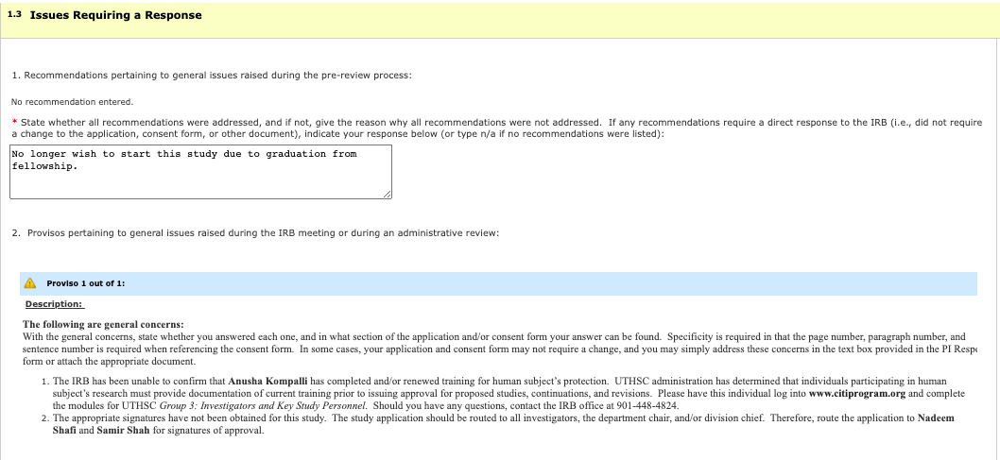 1.3 Issues Requiring a Response
1. Recommendations pertaining to general issues raised during the pre-review process:
No recommendation entered.
* State whether all recommendations were addressed, and if not, give the reason why all recommendations were not addressed. If any recommendations require a direct response to the IRB (i.e., did not require
a change to the application, consent form, or other document), indicate your response below (or type n/a if no recommendations were listed):
No longer wish to start this study due to graduation from
fellowship.
2. Provisos pertaining to general issues raised during the IRB meeting or during an administrative review:
Proviso 1 out of 1:
Description:
The following are general concerns:
With the general concerns, state whether you answered each one, and in what section of the application and/or consent form your answer can be found. Specificity is required in that the page number, paragraph number, and
sentence number is required when referencing the consent form. In some cases, your application and consent form may not require a change, and you may simply address these concerns in the text box provided in the PI
form or attach the appropriate document.
1. The IRB has been unable to confirm that Anusha Kompalli has completed and/or renewed training for human subject's protection. UTHSC administration has determined that individuals participating in human
subject's research must provide documentation of current training prior to issuing approval for proposed studies, continuations, and revisions. Please have this individual log into www.citiprogram.org and complete
the modules for UTHSC Group 3: Investigators and Key Study Personnel. Should you have any questions, contact the IRB office at 901-448-4824.
2. The appropriate signatures have not been obtained for this study. The study application should be routed to all investigators, the department chair, and/or division chief. Therefore, route the application to Nadeem
Shafi and Samir Shah for signatures of approval.